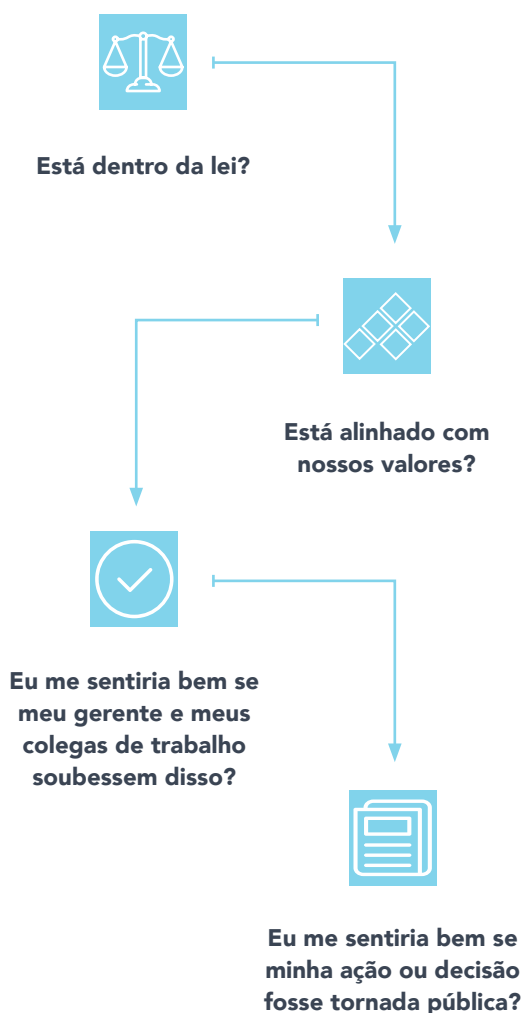 Está dentro da lei?
Está alinhado com
nossos valores?
Eu me sentiria bem se
meu gerente e meus
colegas de trabalho
soubessem disso?
Eu me sentiria bem se
minha ação ou decisão
fosse tornada pública?